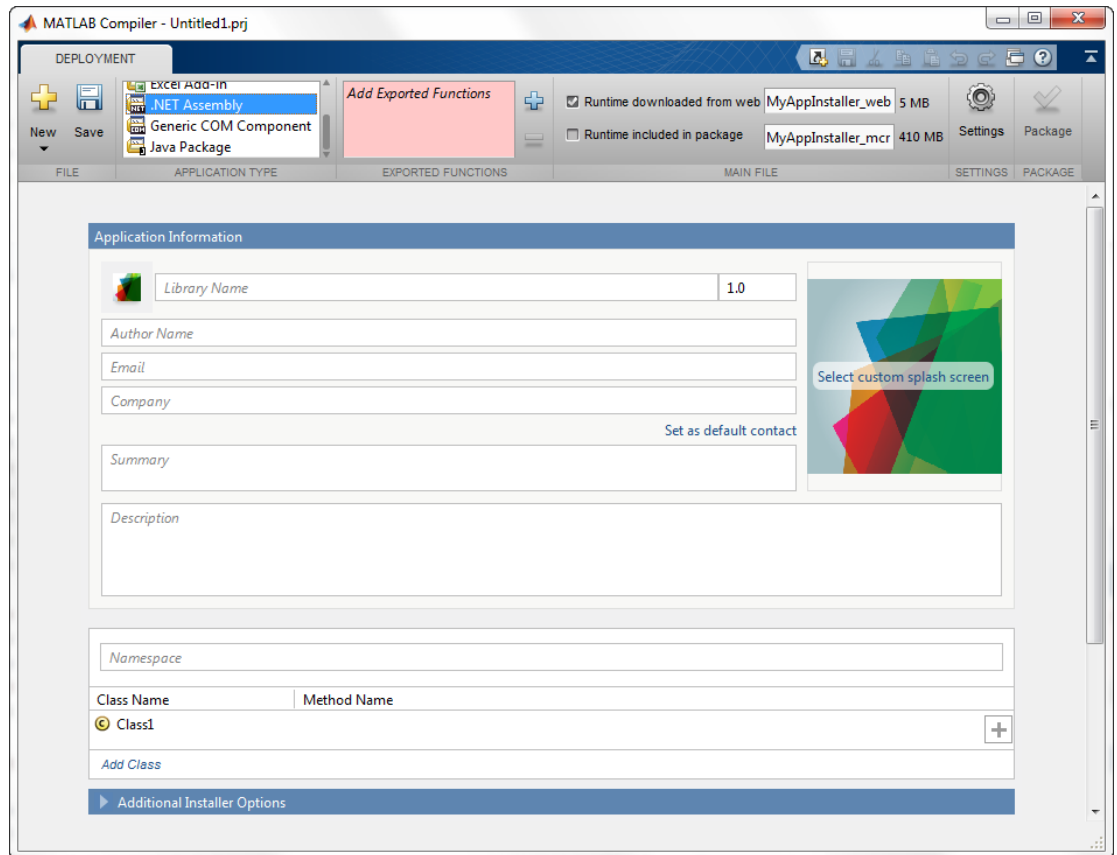 MATLAB Compiler - Untitled1.prj
DEPLOYMENT
New
Save
Excel Add-in
.NET Assembly
Generic COM Component
Java Package
Add Exported Functions
Runtime downloaded from web MyAppInstaller_web 5 MB
Runtime included in package MyAppInstaller_mcr 410 MB
Settings
Package
FILE APPLICATION TYPE EXPORTED FUNCTIONS MAIN FILE SETTINGS PACKAGE
Application Information
Library Name 1.0
Author Name
Email
Company
Set as default contact
Select custom splash screen
Summary
Description
Namespace
Class Name Method Name
Class1
Add Class
Additional Installer Options